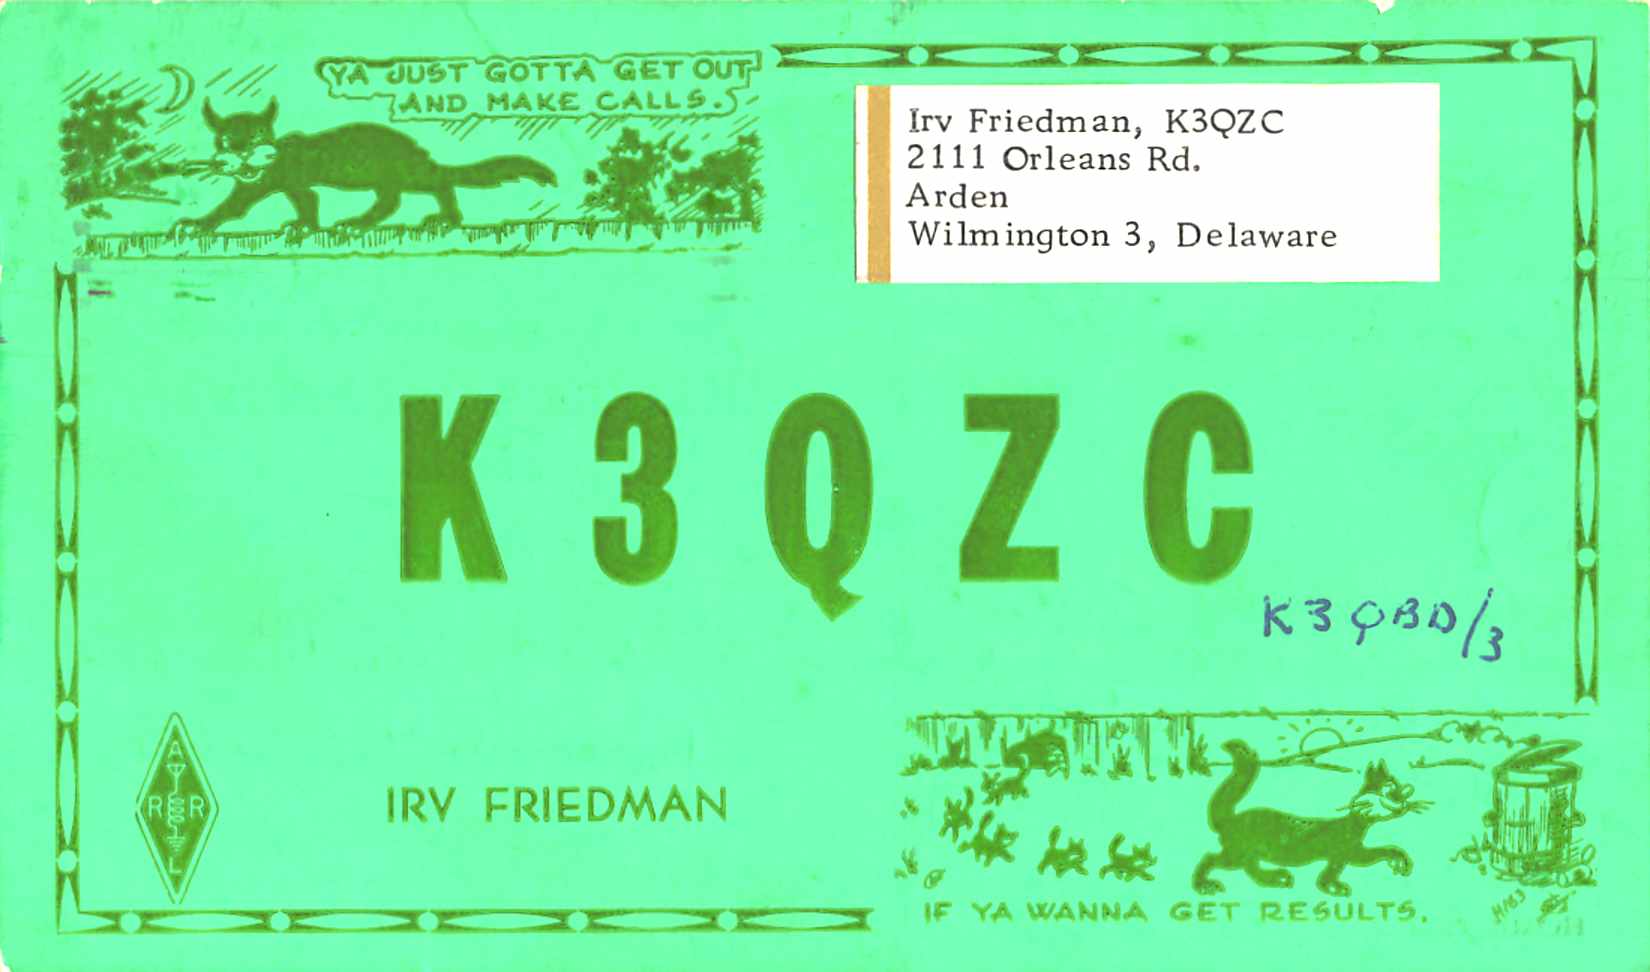 YA JUST GOTTA GET OUT
AND MAKE CALLS.
Irv Friedman, K3QZC
2111 Orleans Rd.
Arden
Wilmington 3, Delaware
K3QZC
K3QBD/3
A
R R
L
IRV FRIEDMAN
IF YA WANNA GET RESULTS.